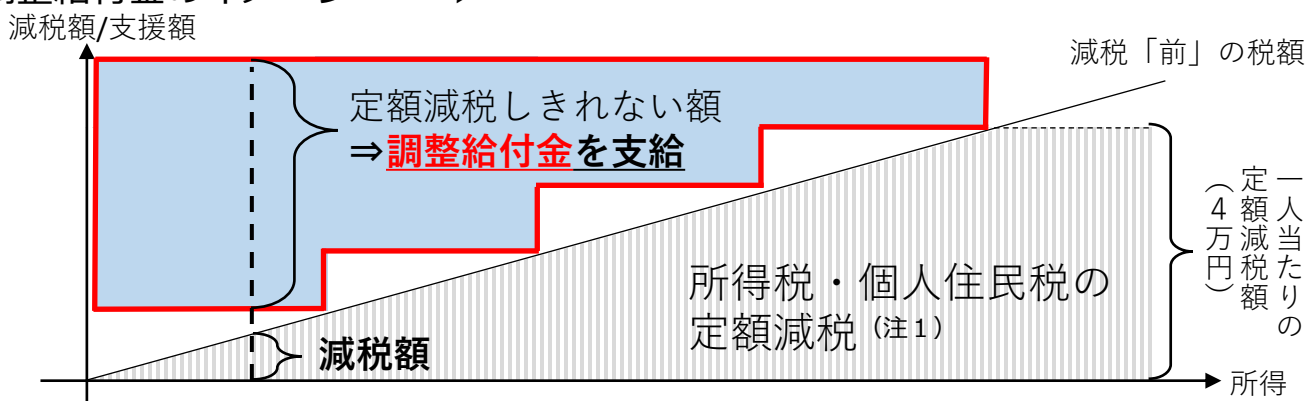 減税額/支援額
減税「前」の税額
定額減税しきれない額
⇒調整給付金を支給
一人当たりの
定額減税額
（４万円）
所得税・個人住民税の
定額減税（注１）
減税額
所得